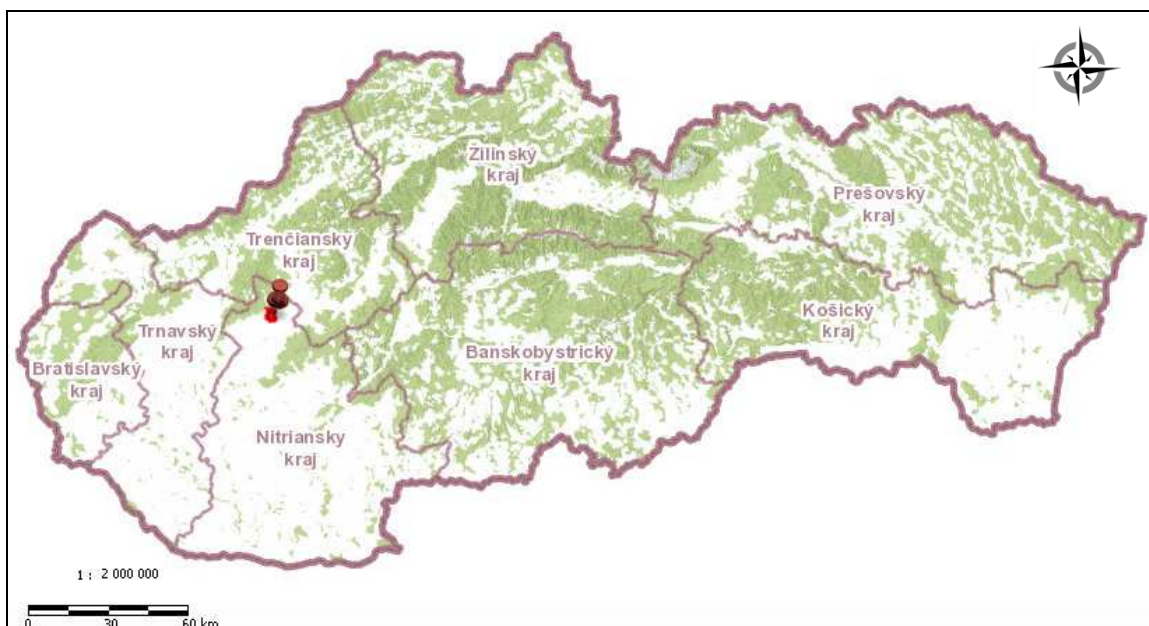 Žilinský
kraj
Prešovský
kraj
Trenčiansky
kraj
Trnavský
kraj
Košický
kraj
Bratislavský
kraj
Banskobystrický
kraj
Nitriansky
kraj
1 : 2 000 000
0 30 60 km